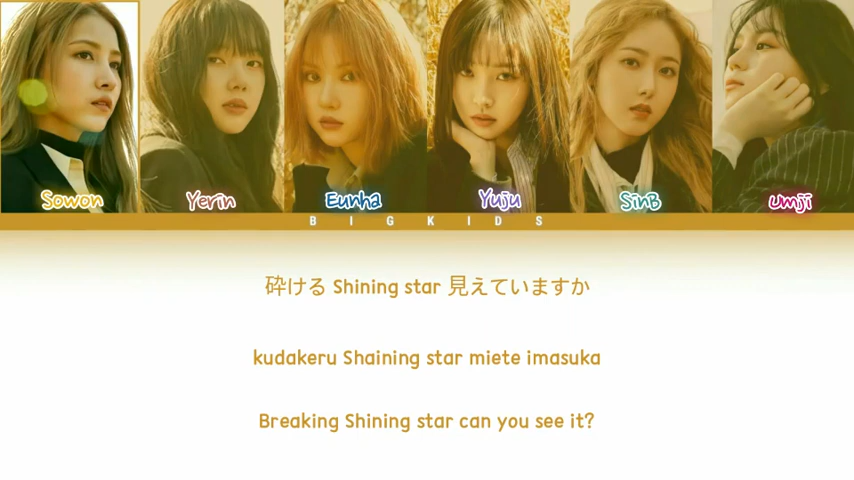 Sowon Yerin Eunha Yuju SinB Umji
BIGKIDS
砕ける Shining star 見えていますか
kudakeru Shaining star miete imasuka
Breaking Shining star can you see it?